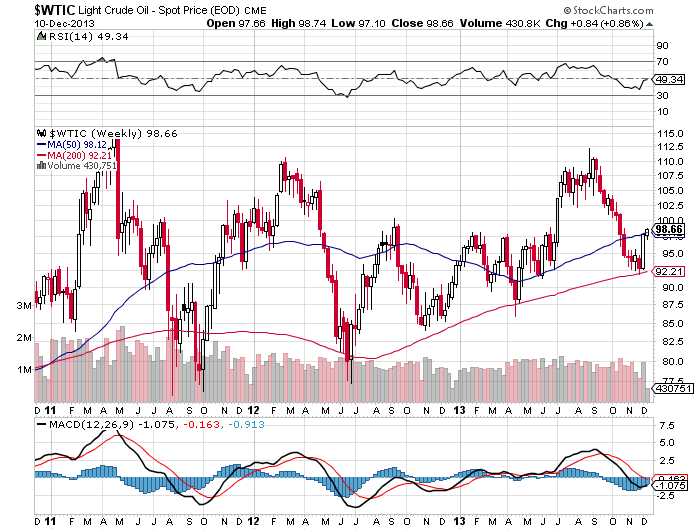 $WTIC Light Crude Oil - Spot Price (EOD) CME © StockCharts.com
10-Dec-2013 Open 97.66 High 98.74 Low 97.10 Close 98.66 Volume 430.8K Chg +0.84 (+0.86%)
RSI(14) 49.34
90
70
49.34
30
10
$WTIC (Weekly) 98.66
MA(50) 98.12
MA(200) 92.21
Volume 430,751
115.0
112.5
110.0
107.5
105.0
102.5
100.0
98.66
95.0
92.21
90.0
87.5
85.0
82.5
80.0
77.5
430751
3M
2M
1M
D 11 F M A M J J A S O N D 12 F M A M J J A S O N D 13 F M A M J J A S O N D
MACD(12,26,9) -1.075, -0.163, -0.913
7.5
5.0
2.5
-0.163
-1.075
-2.5
-5.0
D 11 F M A M J J A S O N D 12 F M A M J J A S O N D 13 F M A M J J A S O N D